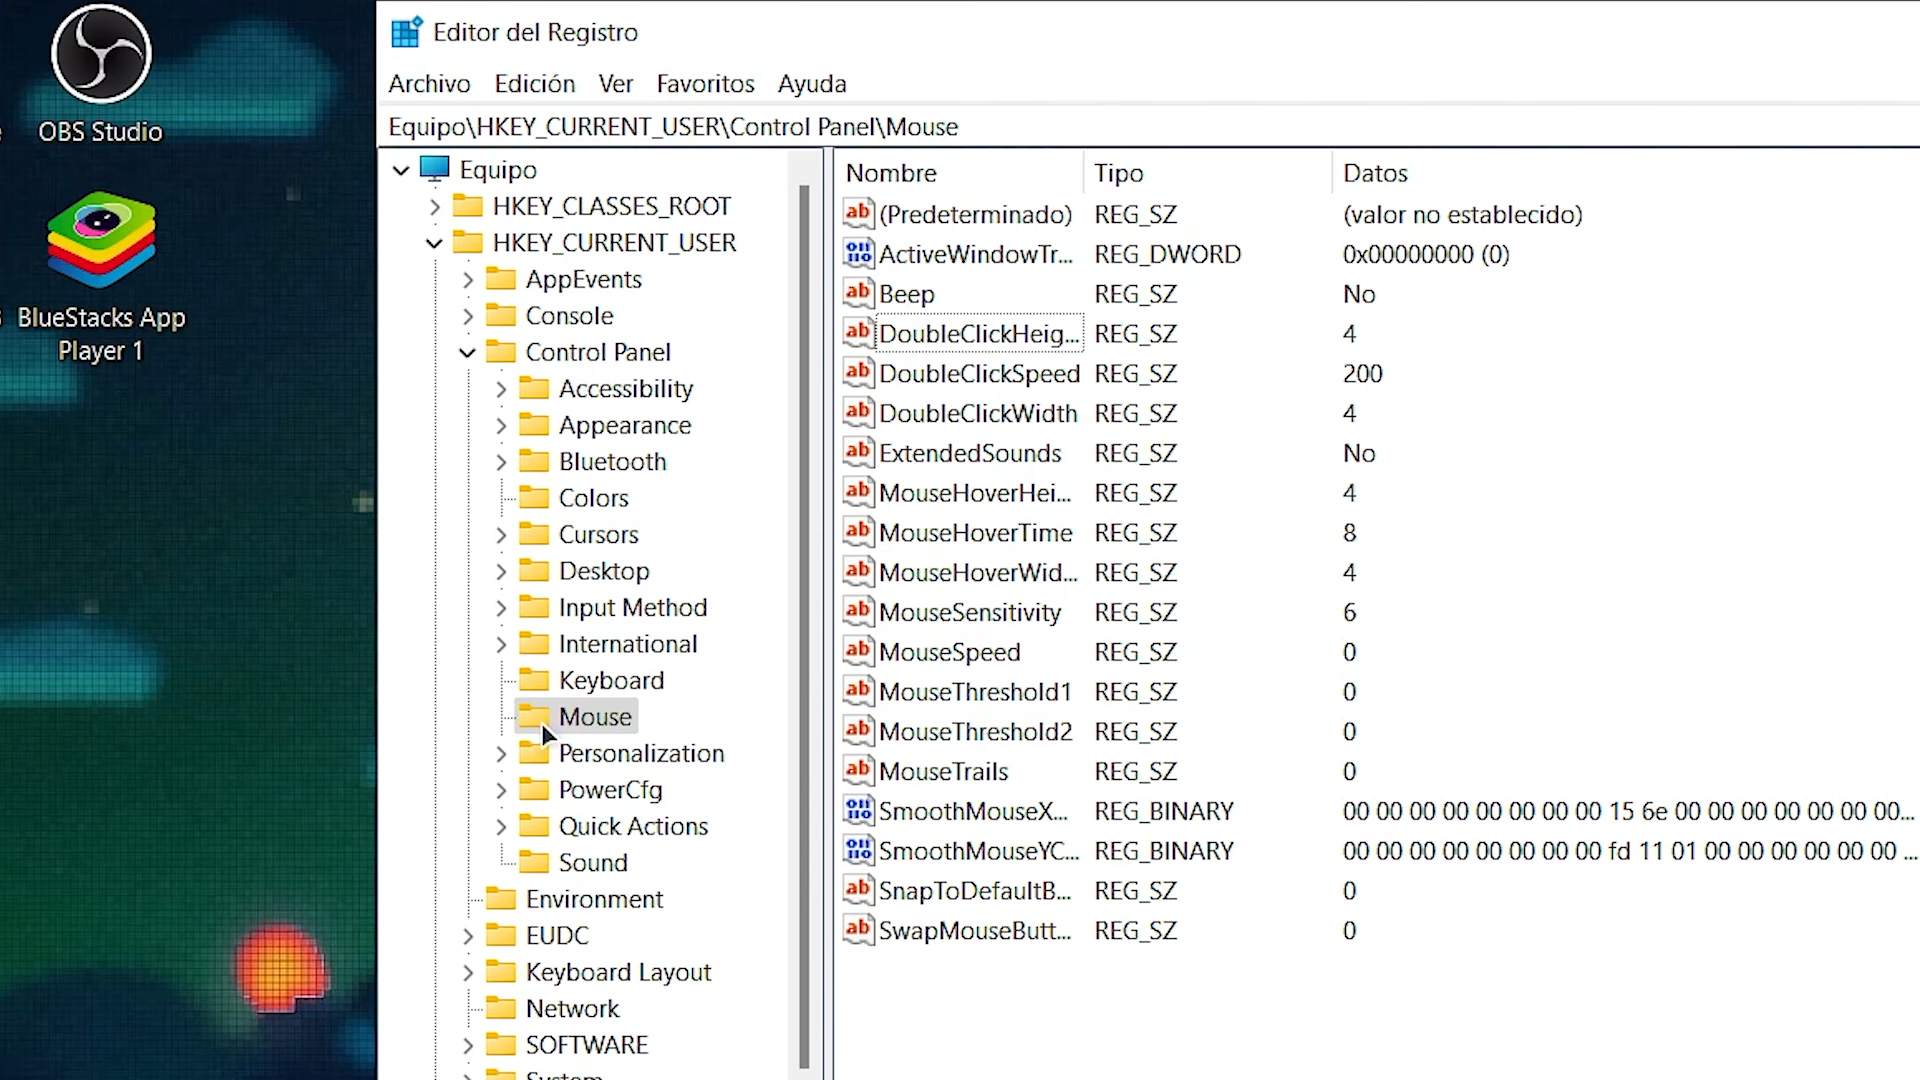 OBS Studio
BlueStacks App
Player 1
Editor del Registro
Archivo Edición Ver Favoritos Ayuda
Equipo\HKEY_CURRENT_USER\Control Panel\Mouse
Equipo
HKEY_CLASSES_ROOT
HKEY_CURRENT_USER
AppEvents
Console
Control Panel
Accessibility
Appearance
Bluetooth
Colors
Cursors
Desktop
Input Method
International
Keyboard
Mouse
Personalization
PowerCfg
Quick Actions
Sound
Environment
EUDC
Keyboard Layout
Network
SOFTWARE
System
Nombre Tipo Datos
(Predeterminado) REG_SZ (valor no establecido)
ActiveWindowTr... REG_DWORD 0x00000000 (0)
Beep REG_SZ No
DoubleClickHeig... REG_SZ 4
DoubleClickSpeed REG_SZ 200
DoubleClickWidth REG_SZ 4
ExtendedSounds REG_SZ No
MouseHoverHei... REG_SZ 4
MouseHoverTime REG_SZ 8
MouseHoverWid... REG_SZ 4
MouseSensitivity REG_SZ 6
MouseSpeed REG_SZ 0
MouseThreshold1 REG_SZ 0
MouseThreshold2 REG_SZ 0
MouseTrails REG_SZ 0
SmoothMouseX... REG_BINARY 00 00 00 00 00 00 00 00 15 6e 00 00 00 00 00 00 00...
SmoothMouseYC... REG_BINARY 00 00 00 00 00 00 00 00 fd 11 01 00 00 00 00 00 00 ...
SnapToDefaultB... REG_SZ 0
SwapMouseButt... REG_SZ 0